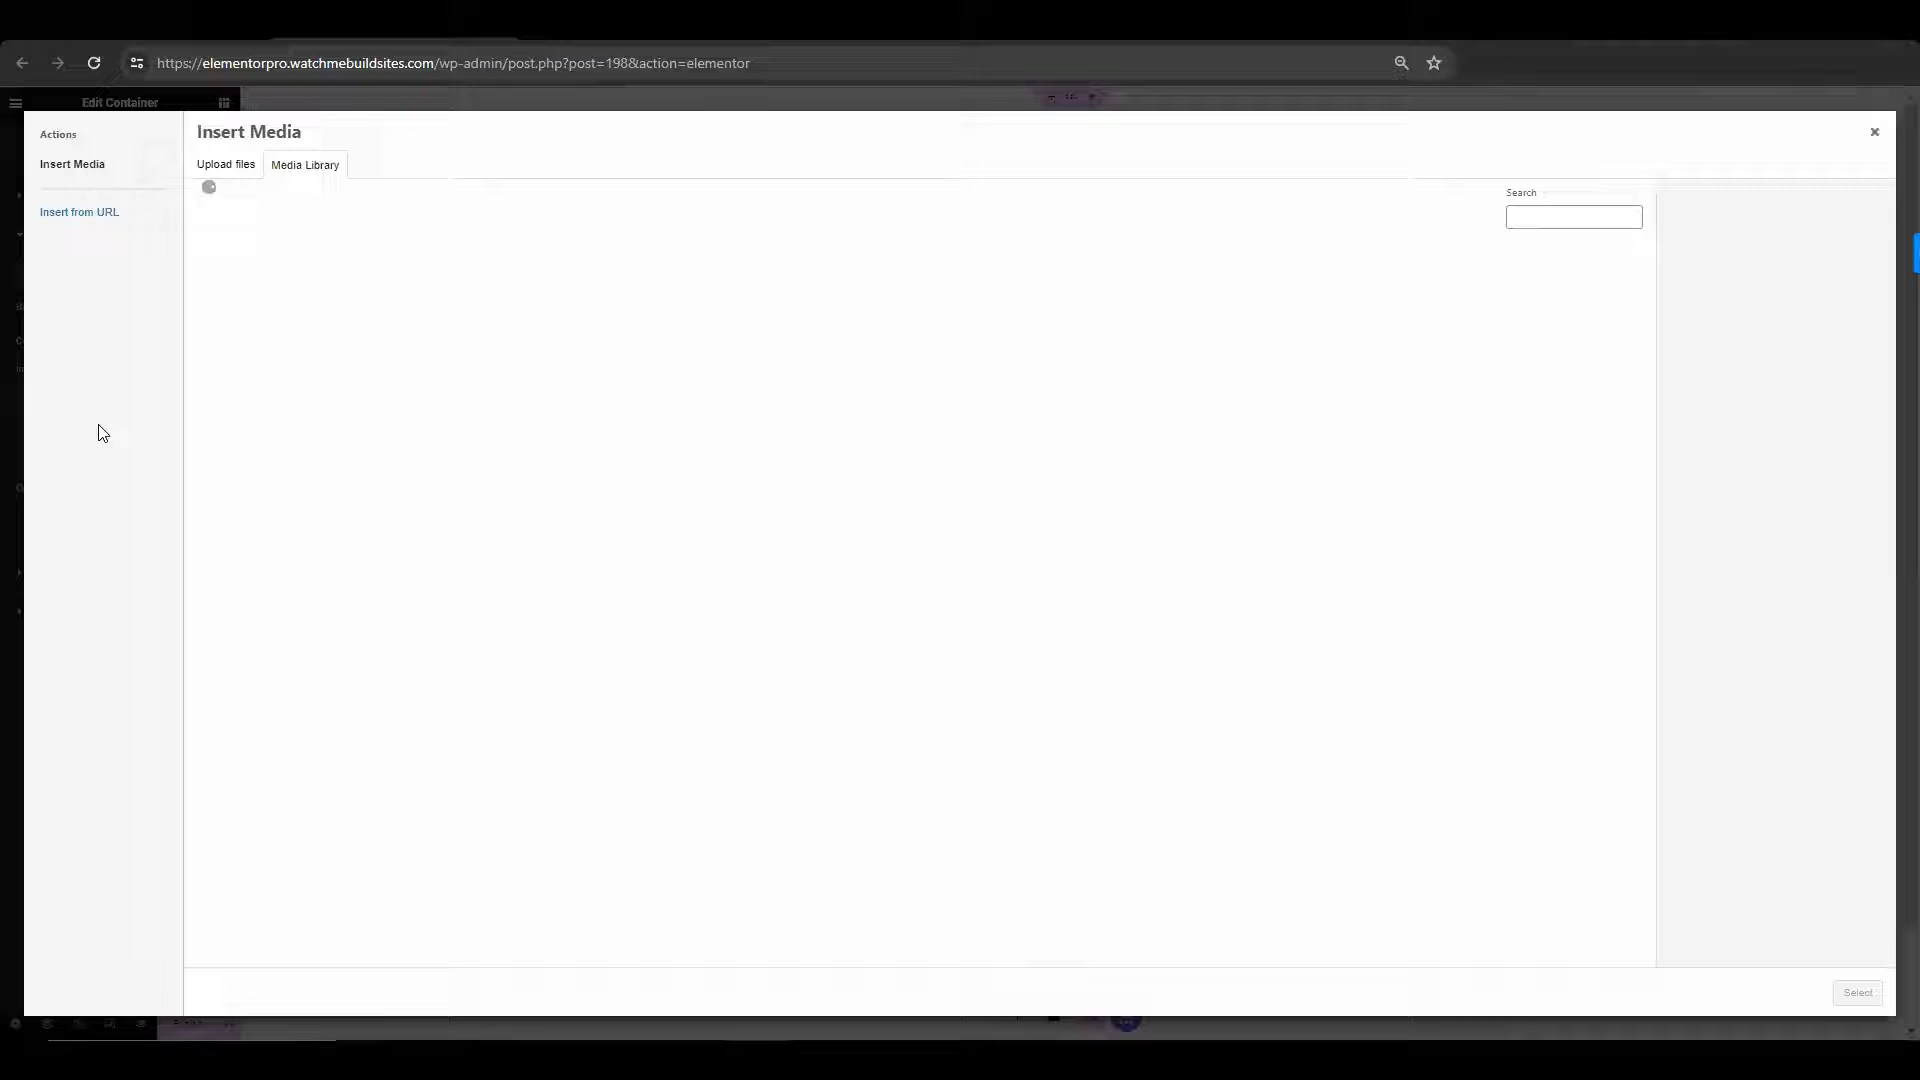 https://elementorpro.watchmebuildsites.com/wp-admin/post.php?post=198&action=elementor
Edit Container
Actions
Insert Media
Insert from URL
Insert Media
Upload files
Media Library
Search
Select